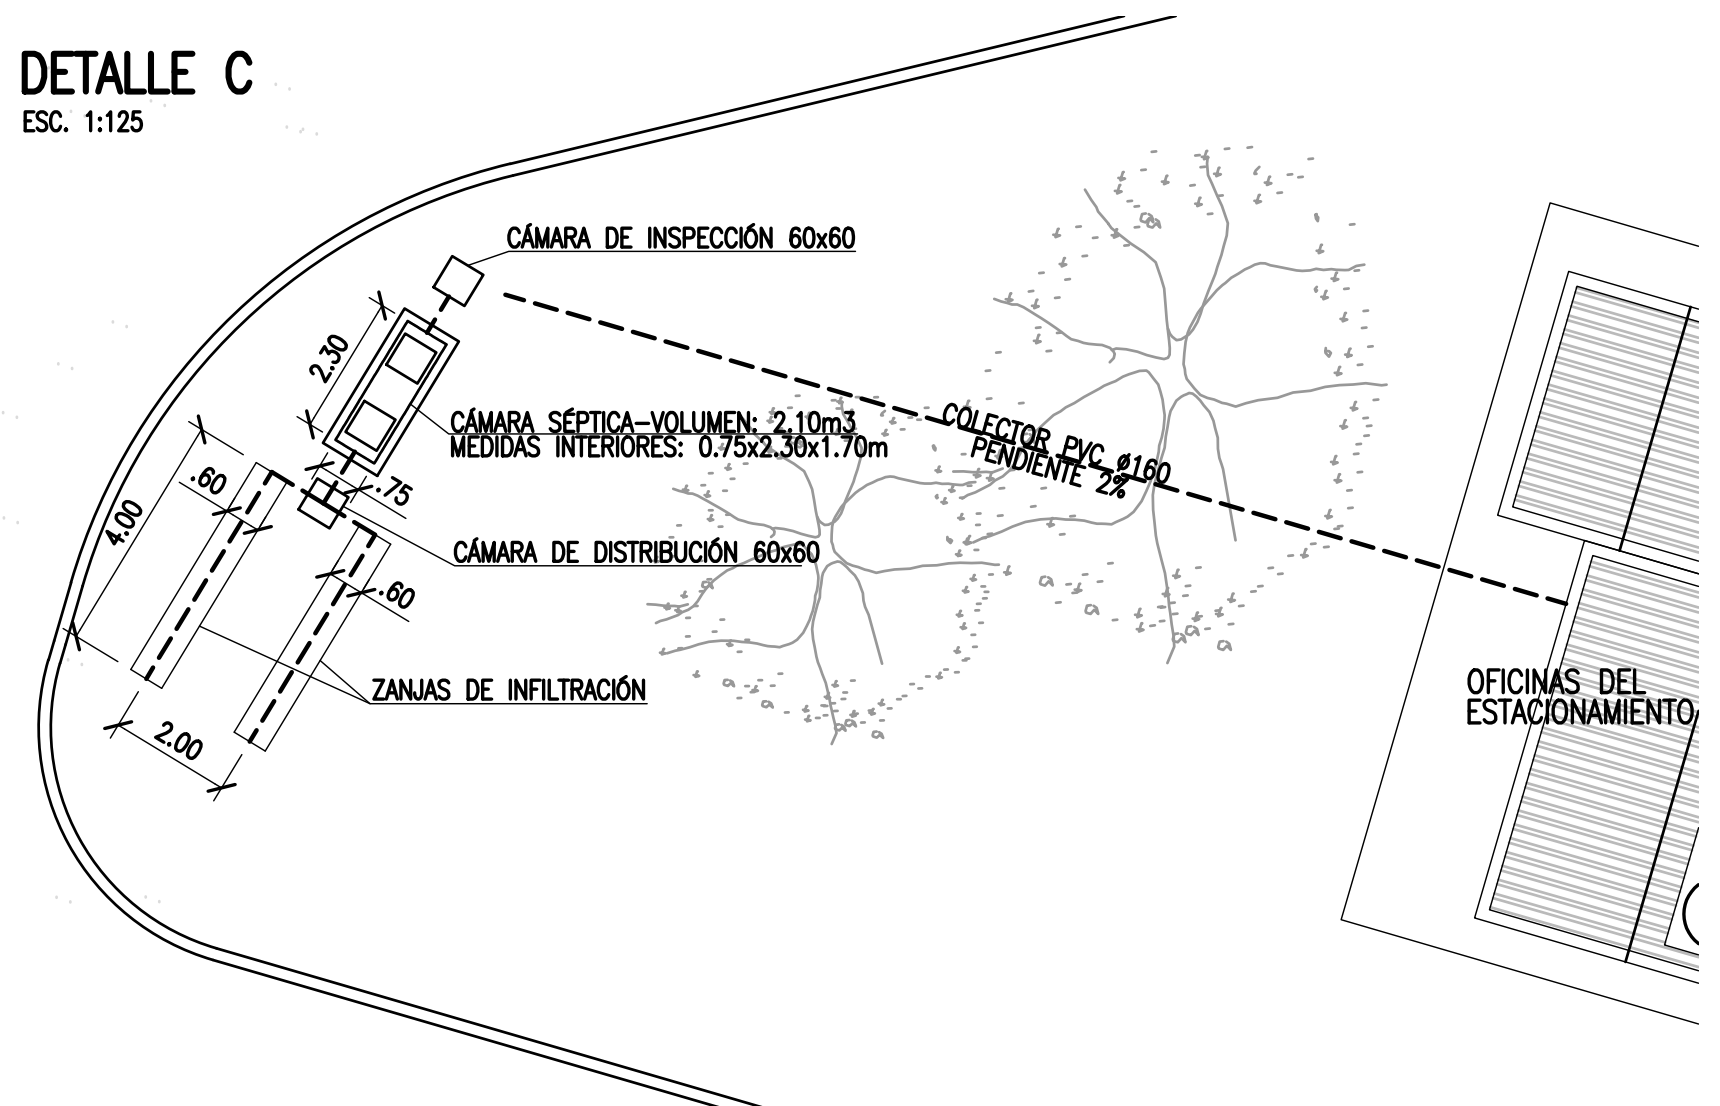 DETALLE C
ESC. 1:125
CÁMARA DE INSPECCIÓN 60x60
2.30
CÁMARA SÉPTICA-VOLUMEN: 2.10m3
MEDIDAS INTERIORES: 0.75x2.30x1.70m
COLECTOR PVC ø160
PENDIENTE 2%
.60
.75
4.00
CÁMARA DE DISTRIBUCIÓN 60x60
.60
ZANJAS DE INFILTRACIÓN
2.00
OFICINAS DEL
ESTACIONAMIENTO